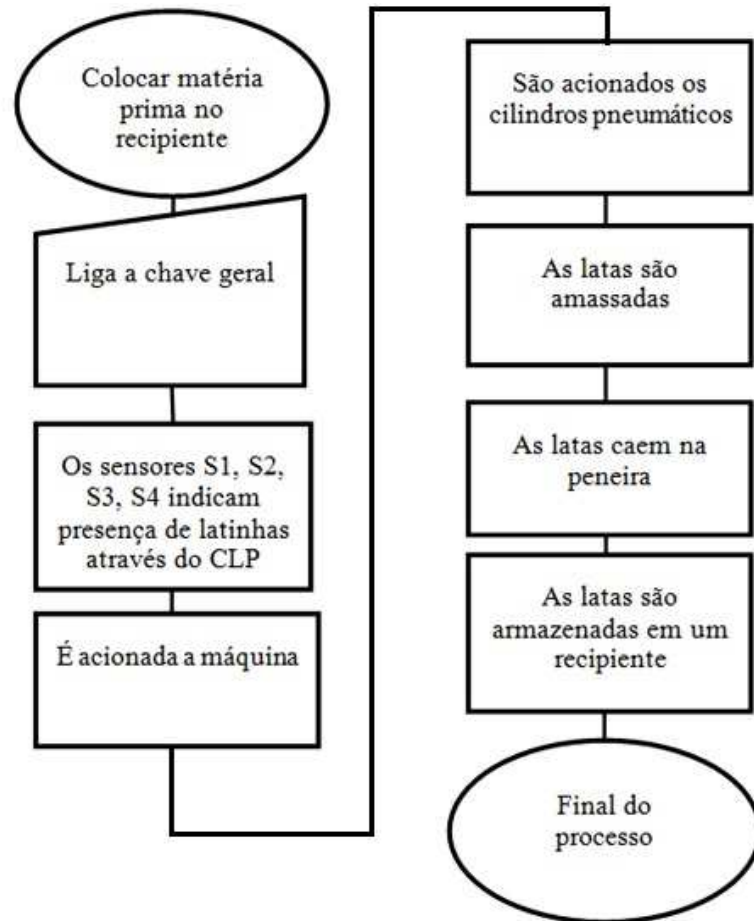 Colocar matéria
prima no
recipiente
Liga a chave geral
Os sensores S1, S2,
S3, S4 indicam
presença de latinhas
através do CLP
É acionada a máquina
São acionados os
cilindros pneumáticos
As latas são
amassadas
As latas caem na
peneira
As latas são
armazenadas em um
recipiente
Final do
processo